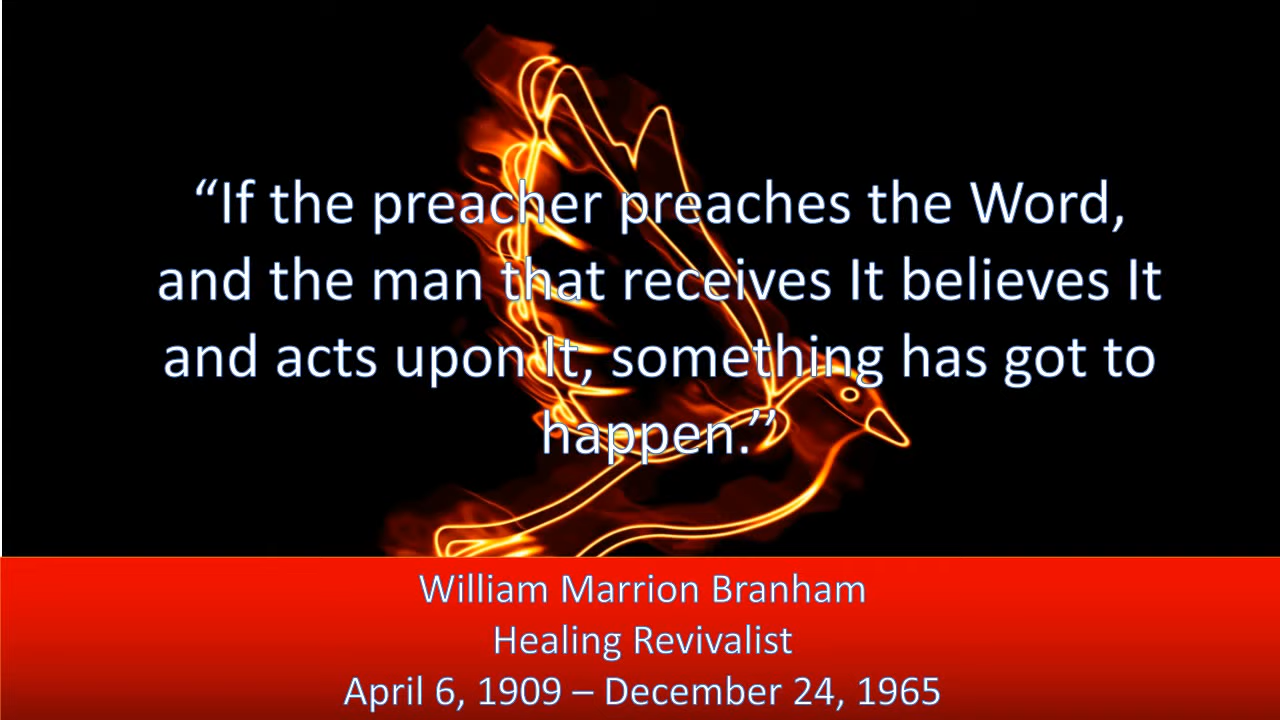 “If the preacher preaches the Word,
and the man that receives It believes It
and acts upon It, something has got to
happen.’’
William Marrion Branham
Healing Revivalist
April 6, 1909 – December 24, 1965